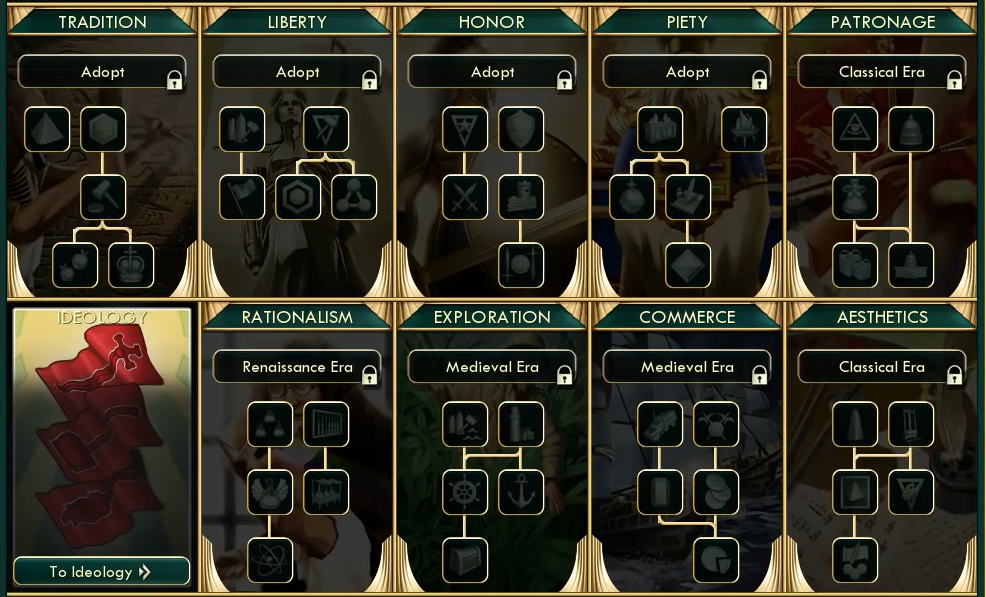 TRADITION
LIBERTY
HONOR
PIETY
PATRONAGE
Adopt
Adopt
Adopt
Adopt
Classical Era
IDEOLOGY
RATIONALISM
EXPLORATION
COMMERCE
AESTHETICS
Renaissance Era
Medieval Era
Medieval Era
Classical Era
To Ideology